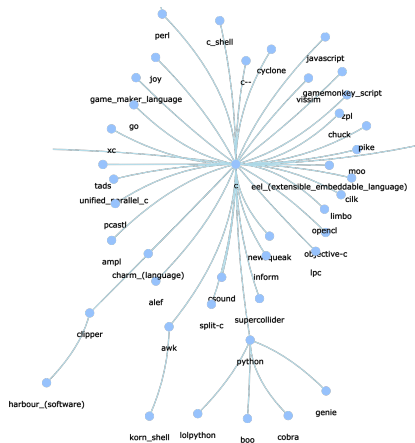 perl
c_shell
javascript
joy
c--
cyclone
gamemonkey_script
vissim
game_maker_language
zpl
go
chuck
xc
pike
moo
tads
c
eel_(extensible_embeddable_language)
unified_parallel_c
cilk
limbo
pcastl
opencl
ampl
newsqueak
objective-c
charm_(language)
inform
lpc
alef
csound
split-c
supercollider
clipper
awk
python
harbour_(software)
korn_shell
lolpython
boo
cobra
genie